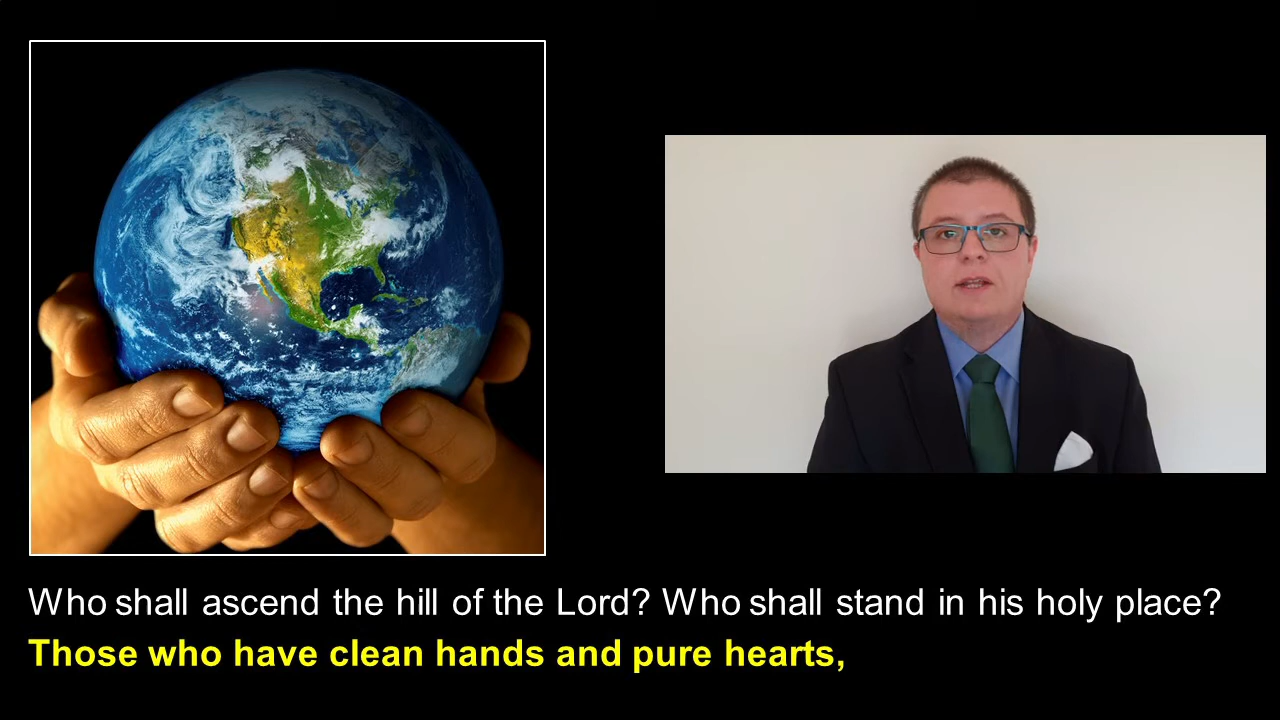 Who shall ascend the hill of the Lord? Who shall stand in his holy place?
Those who have clean hands and pure hearts,